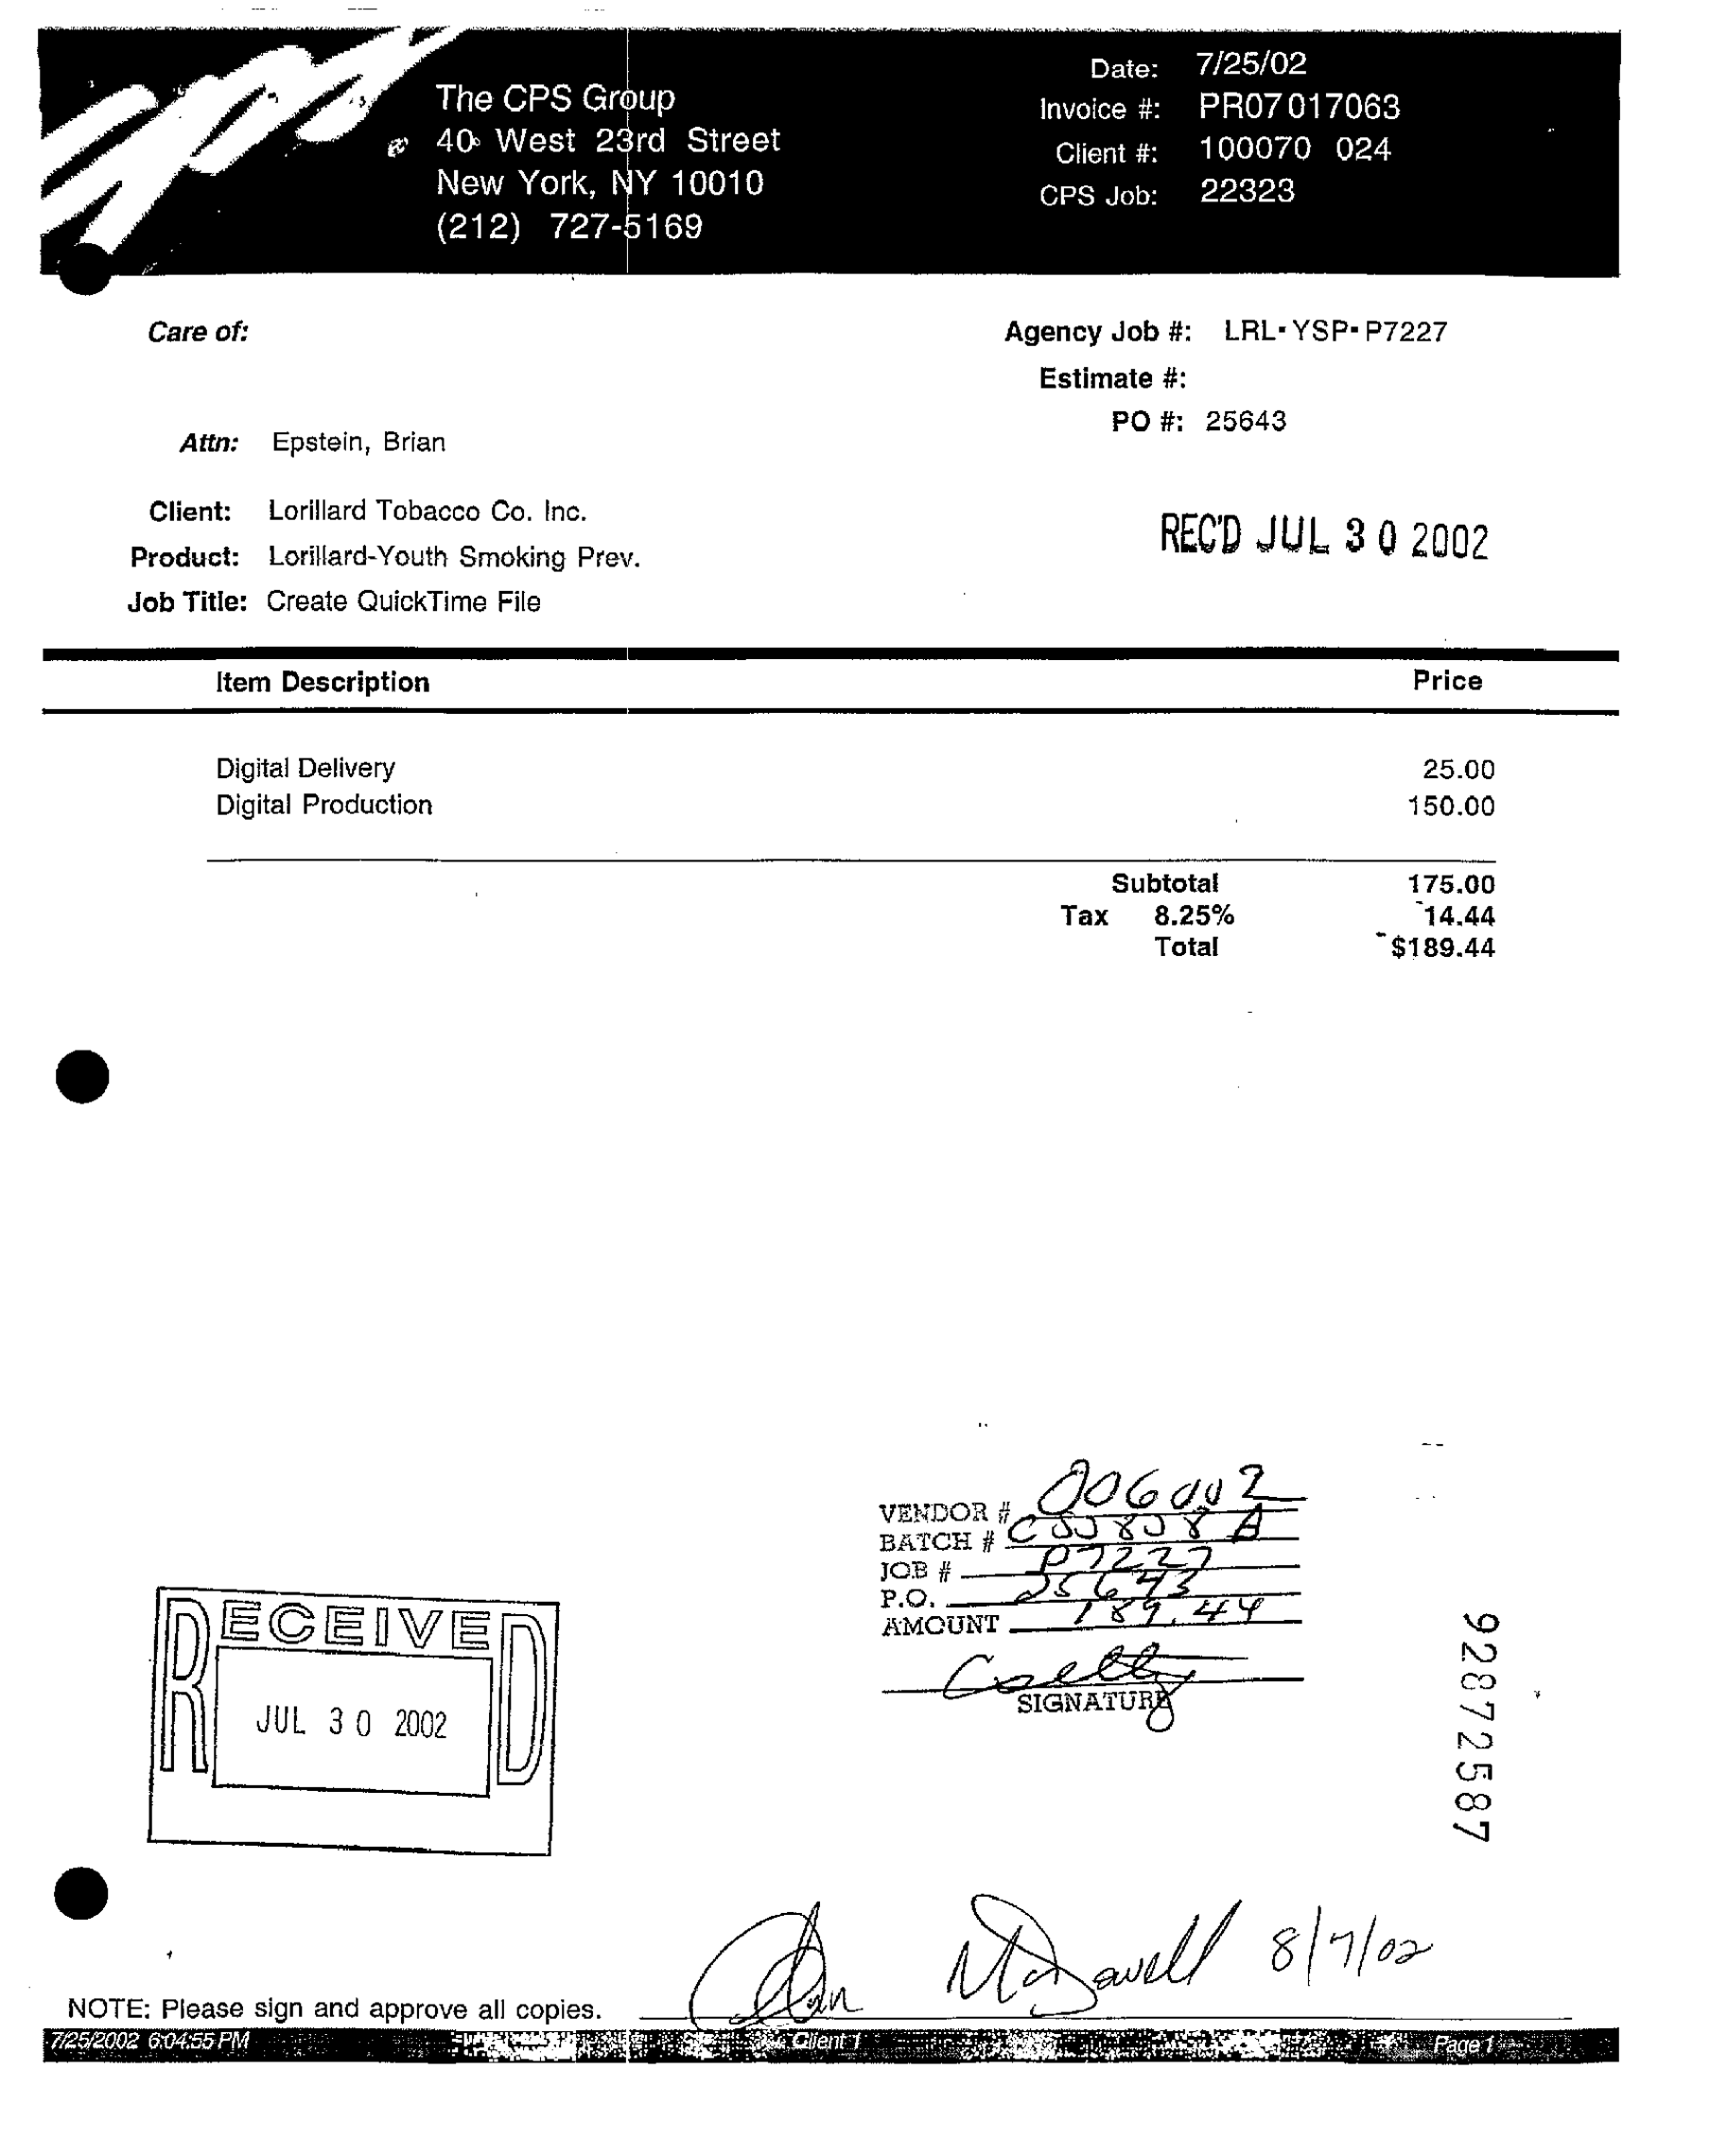 cps
The CPS Group
40 West 23rd Street
New York, NY 10010
(212) 727-5169
Date: 7/25/02
Invoice #: PR07017063
Client #: 100070 024
CPS Job: 22323
Care of:
Agency Job #: LRL-YSP-P7227
Estimate #:
PO #: 25643
Attn: Epstein, Brian
Client: Lorillard Tobacco Co. Inc.
Product: Lorillard-Youth Smoking Prev.
Job Title: Create QuickTime File
REC'D JUL 30 2002
Item Description Price
Digital Delivery 25.00
Digital Production 150.00
Subtotal 175.00
Tax 8.25% 14.44
Total $189.44
VENDOR # 006002
BATCH #
JOB # P7227
P.O. 25643
AMOUNT 189.44
SIGNATURE
RECEIVED
JUL 30 2002
92872587
8/7/02
NOTE: Please sign and approve all copies.
7/25/2002 6:04:55 PM Client 1 Page 1